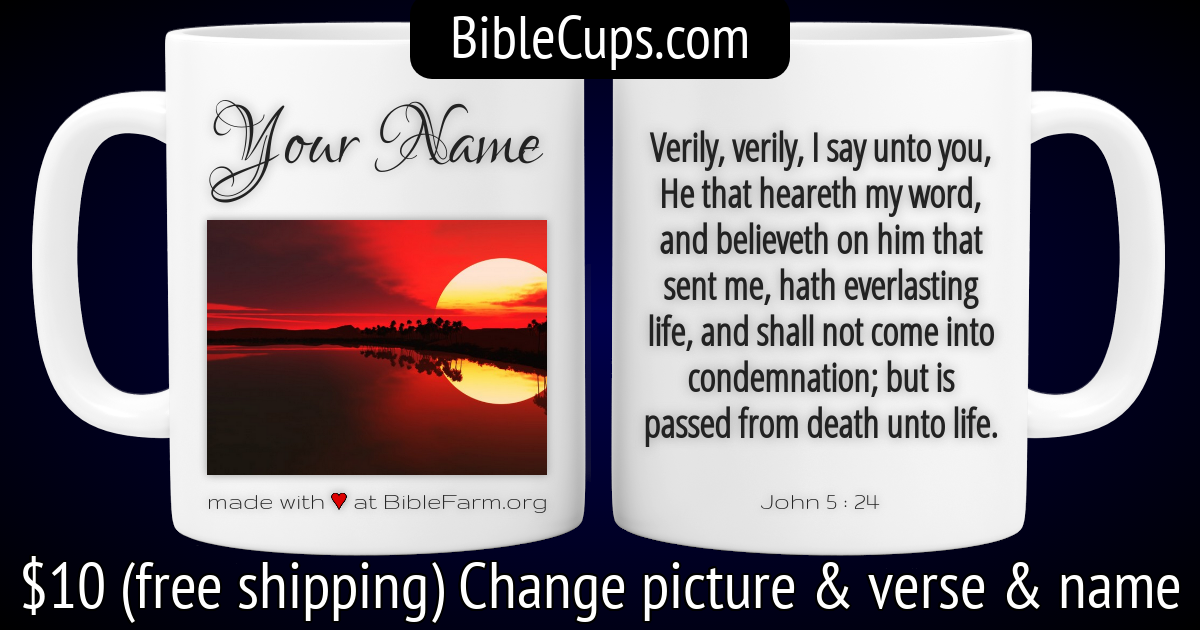 BibleCups.com
Your Name
made with ♥ at BibleFarm.org
Verily, verily, I say unto you,
He that heareth my word,
and believeth on him that
sent me, hath everlasting
life, and shall not come into
condemnation; but is
passed from death unto life.
John 5 : 24
$10 (free shipping) Change picture & verse & name